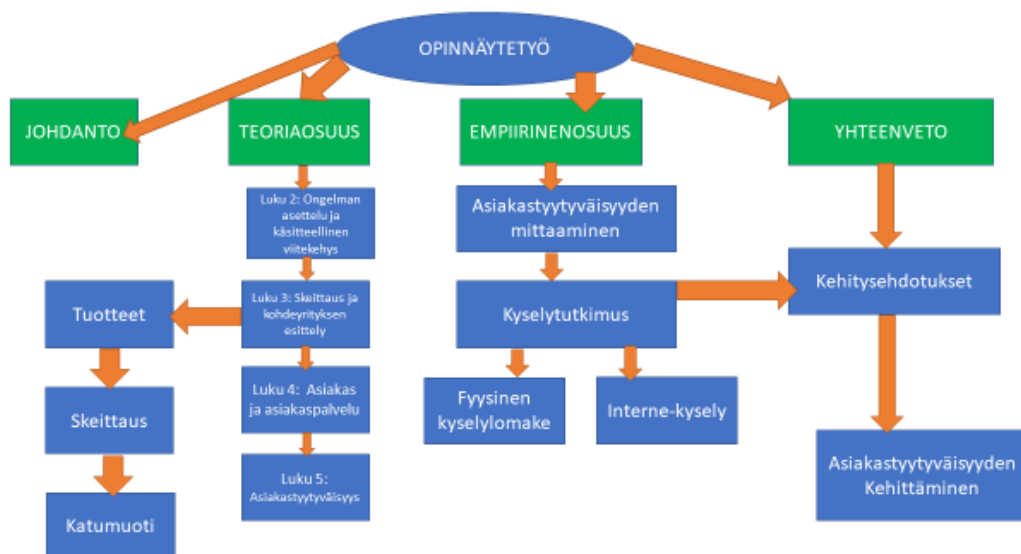 OPINNÄYTETYÖ
JOHDANTO
TEORIAOSUUS
EMPIIRINENOSUUS
YHTEENVETO
Luku 2: Ongelman
asettelu ja
käsitteellinen
viitekehys
Asiakastyytyväisyyden
mittaaminen
Tuotteet
Luku 3: Skeittaus ja
kohdeyrityksen
esittely
Kyselytutkimus
Kehitysehdotukset
Skeittaus
Luku 4: Asiakas
ja asiakaspalvelu
Fyysinen
kyselylomake
Interne-kysely
Katumuoti
Luku 5:
Asiakastyytyväisyys
Asiakastyytyväisyyden
Kehittäminen